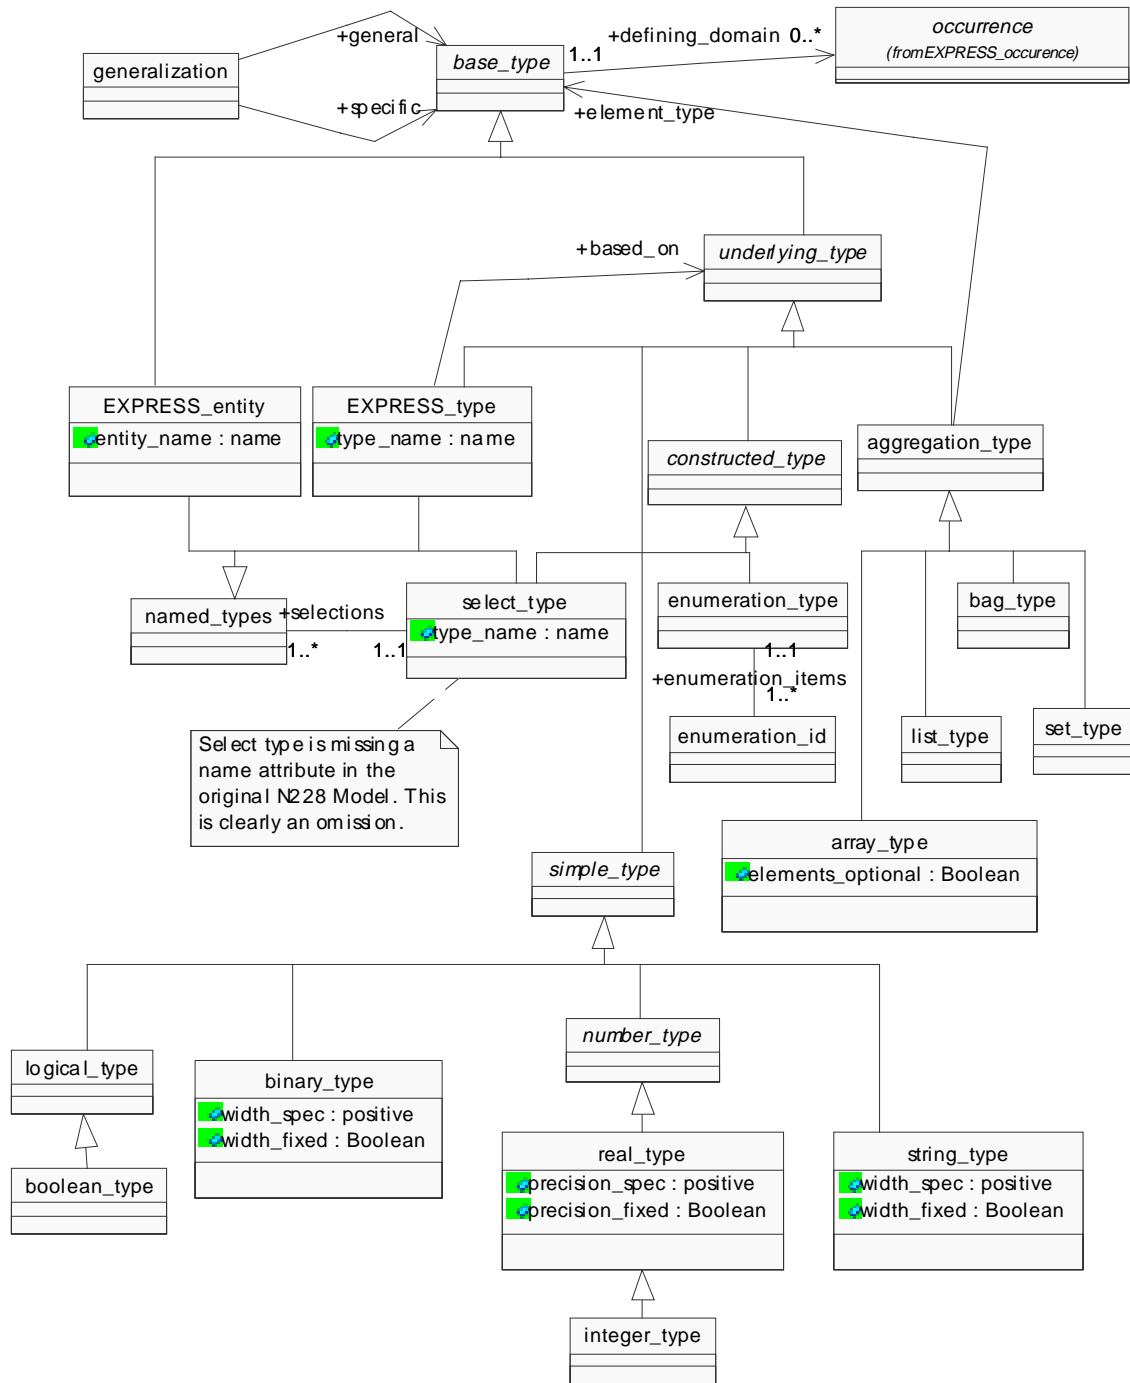 generalization
+general
+specific
base_type
1..1
+defining_domain 0..*
+element_type
occurrence
(fromEXPRESS_occurence)
+based_on
underlying_type
EXPRESS_entity
entity_name : name
EXPRESS_type
type_name : name
constructed_type
aggregation_type
named_types
+selections
1..*
1..1
select_type
type_name : name
enumeration_type
1..1
+enumeration_items
1..*
enumeration_id
bag_type
list_type
set_type
Select type is missing a
name attribute in the
original N228 Model. This
is clearly an omission.
array_type
elements_optional : Boolean
simple_type
logical_type
boolean_type
binary_type
width_spec : positive
width_fixed : Boolean
number_type
real_type
precision_spec : positive
precision_fixed : Boolean
string_type
width_spec : positive
width_fixed : Boolean
integer_type